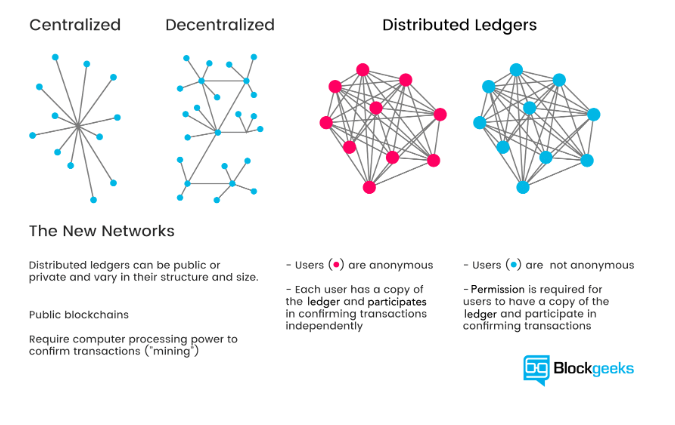 Centralized
Decentralized
Distributed Ledgers
The New Networks
Distributed ledgers can be public or
private and vary in their structure and size.
Public blockchains
Require computer processing power to
confirm transactions ("mining")
- Users (●) are anonymous
- Each user has a copy of
the ledger and participates
in confirming transactions
independently
- Users (●) are not anonymous
- Permission is required for
users to have a copy of the
ledger and participate in
confirming transactions
Blockgeeks